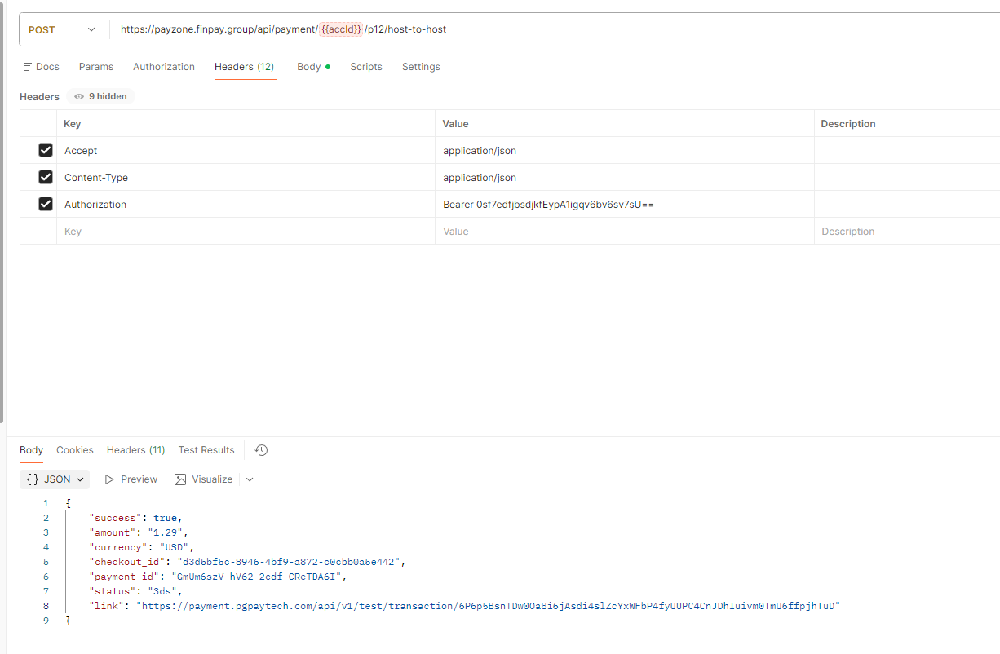 POST https://payzone.finpay.group/api/payment/{{accId}}/p12/host-to-host
Docs Params Authorization Headers (12) Body Scripts Settings
Headers 9 hidden
Key Value Description
Accept application/json
Content-Type application/json
Authorization Bearer 0sf7edfjbsdjkfEypA1igqv6bv6sv7sU==
Key Value Description
Body Cookies Headers (11) Test Results
{} JSON Preview Visualize
1 {
2 "success": true,
3 "amount": "1.29",
4 "currency": "USD",
5 "checkout_id": "d3d5bf5c-8946-4bf9-a872-c0cbb0a5e442",
6 "payment_id": "GmUm6szV-hV62-2cdf-CReTDA6I",
7 "status": "3ds",
8 "link": "https://payment.pgpaytech.com/api/v1/test/transaction/6P6p5BsnTDw0Oa8i6jAsdi4slZcYxWFbP4fyUUPC4CnJDhIuivm0TmU6ffpjhTuD"
9 }